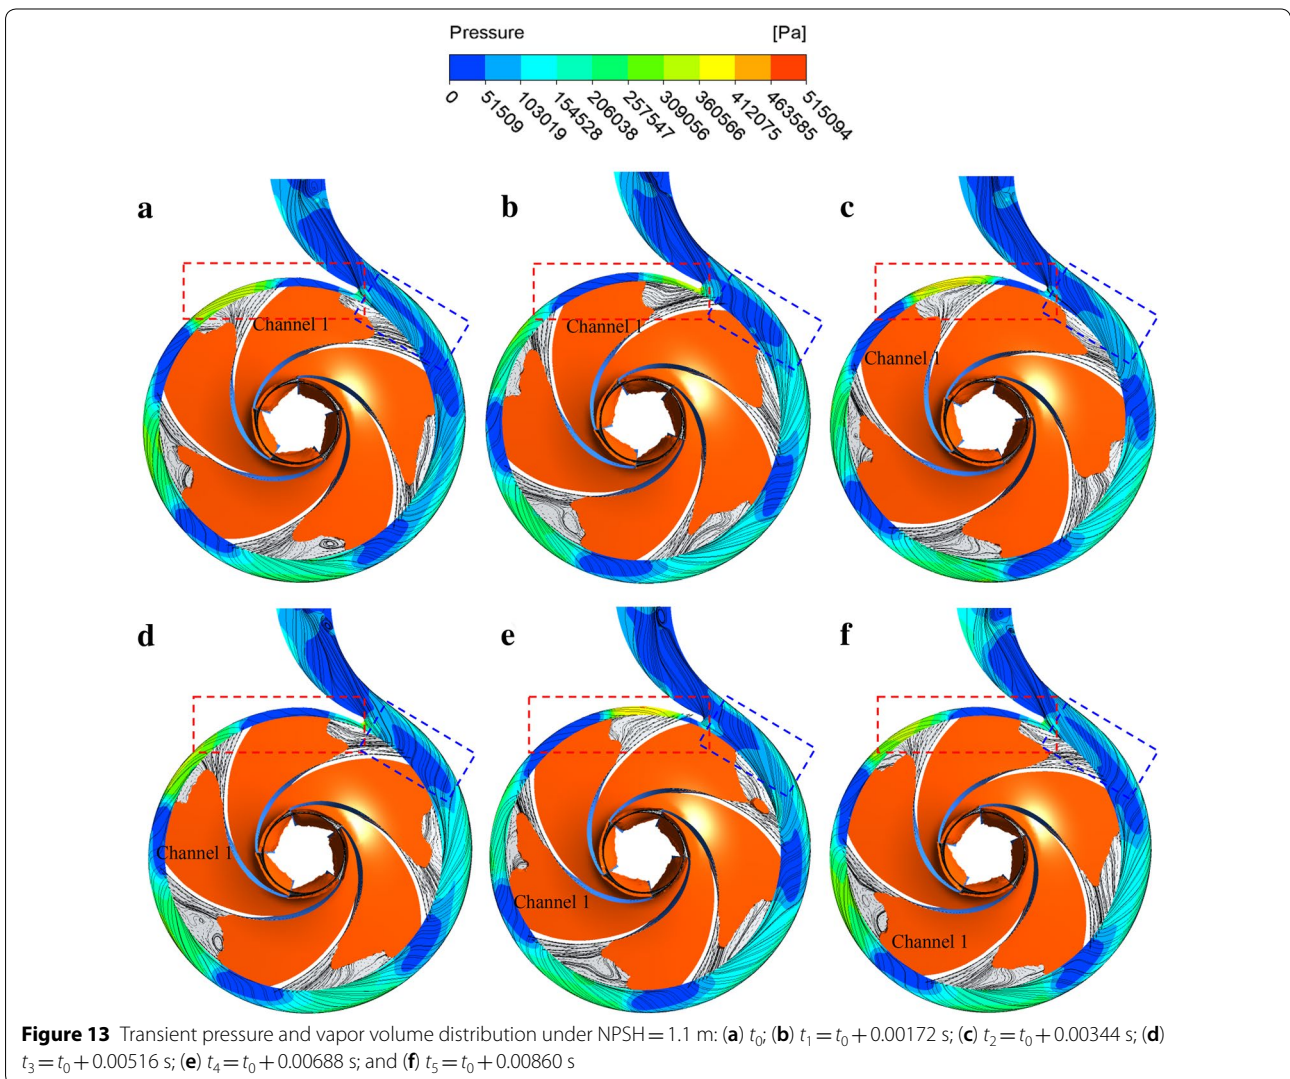 Pressure [Pa]
0 51509 103019 154528 206038 257547 309056 360566 412075 463585 515094
a b c
Channel 1 Channel 1 Channel 1
d e f
Channel 1 Channel 1 Channel 1
Figure 13 Transient pressure and vapor volume distribution under NPSH = 1.1 m: (a) t0; (b) t1 = t0 + 0.00172 s; (c) t2 = t0 + 0.00344 s; (d)
t3 = t0 + 0.00516 s; (e) t4 = t0 + 0.00688 s; and (f) t5 = t0 + 0.00860 s